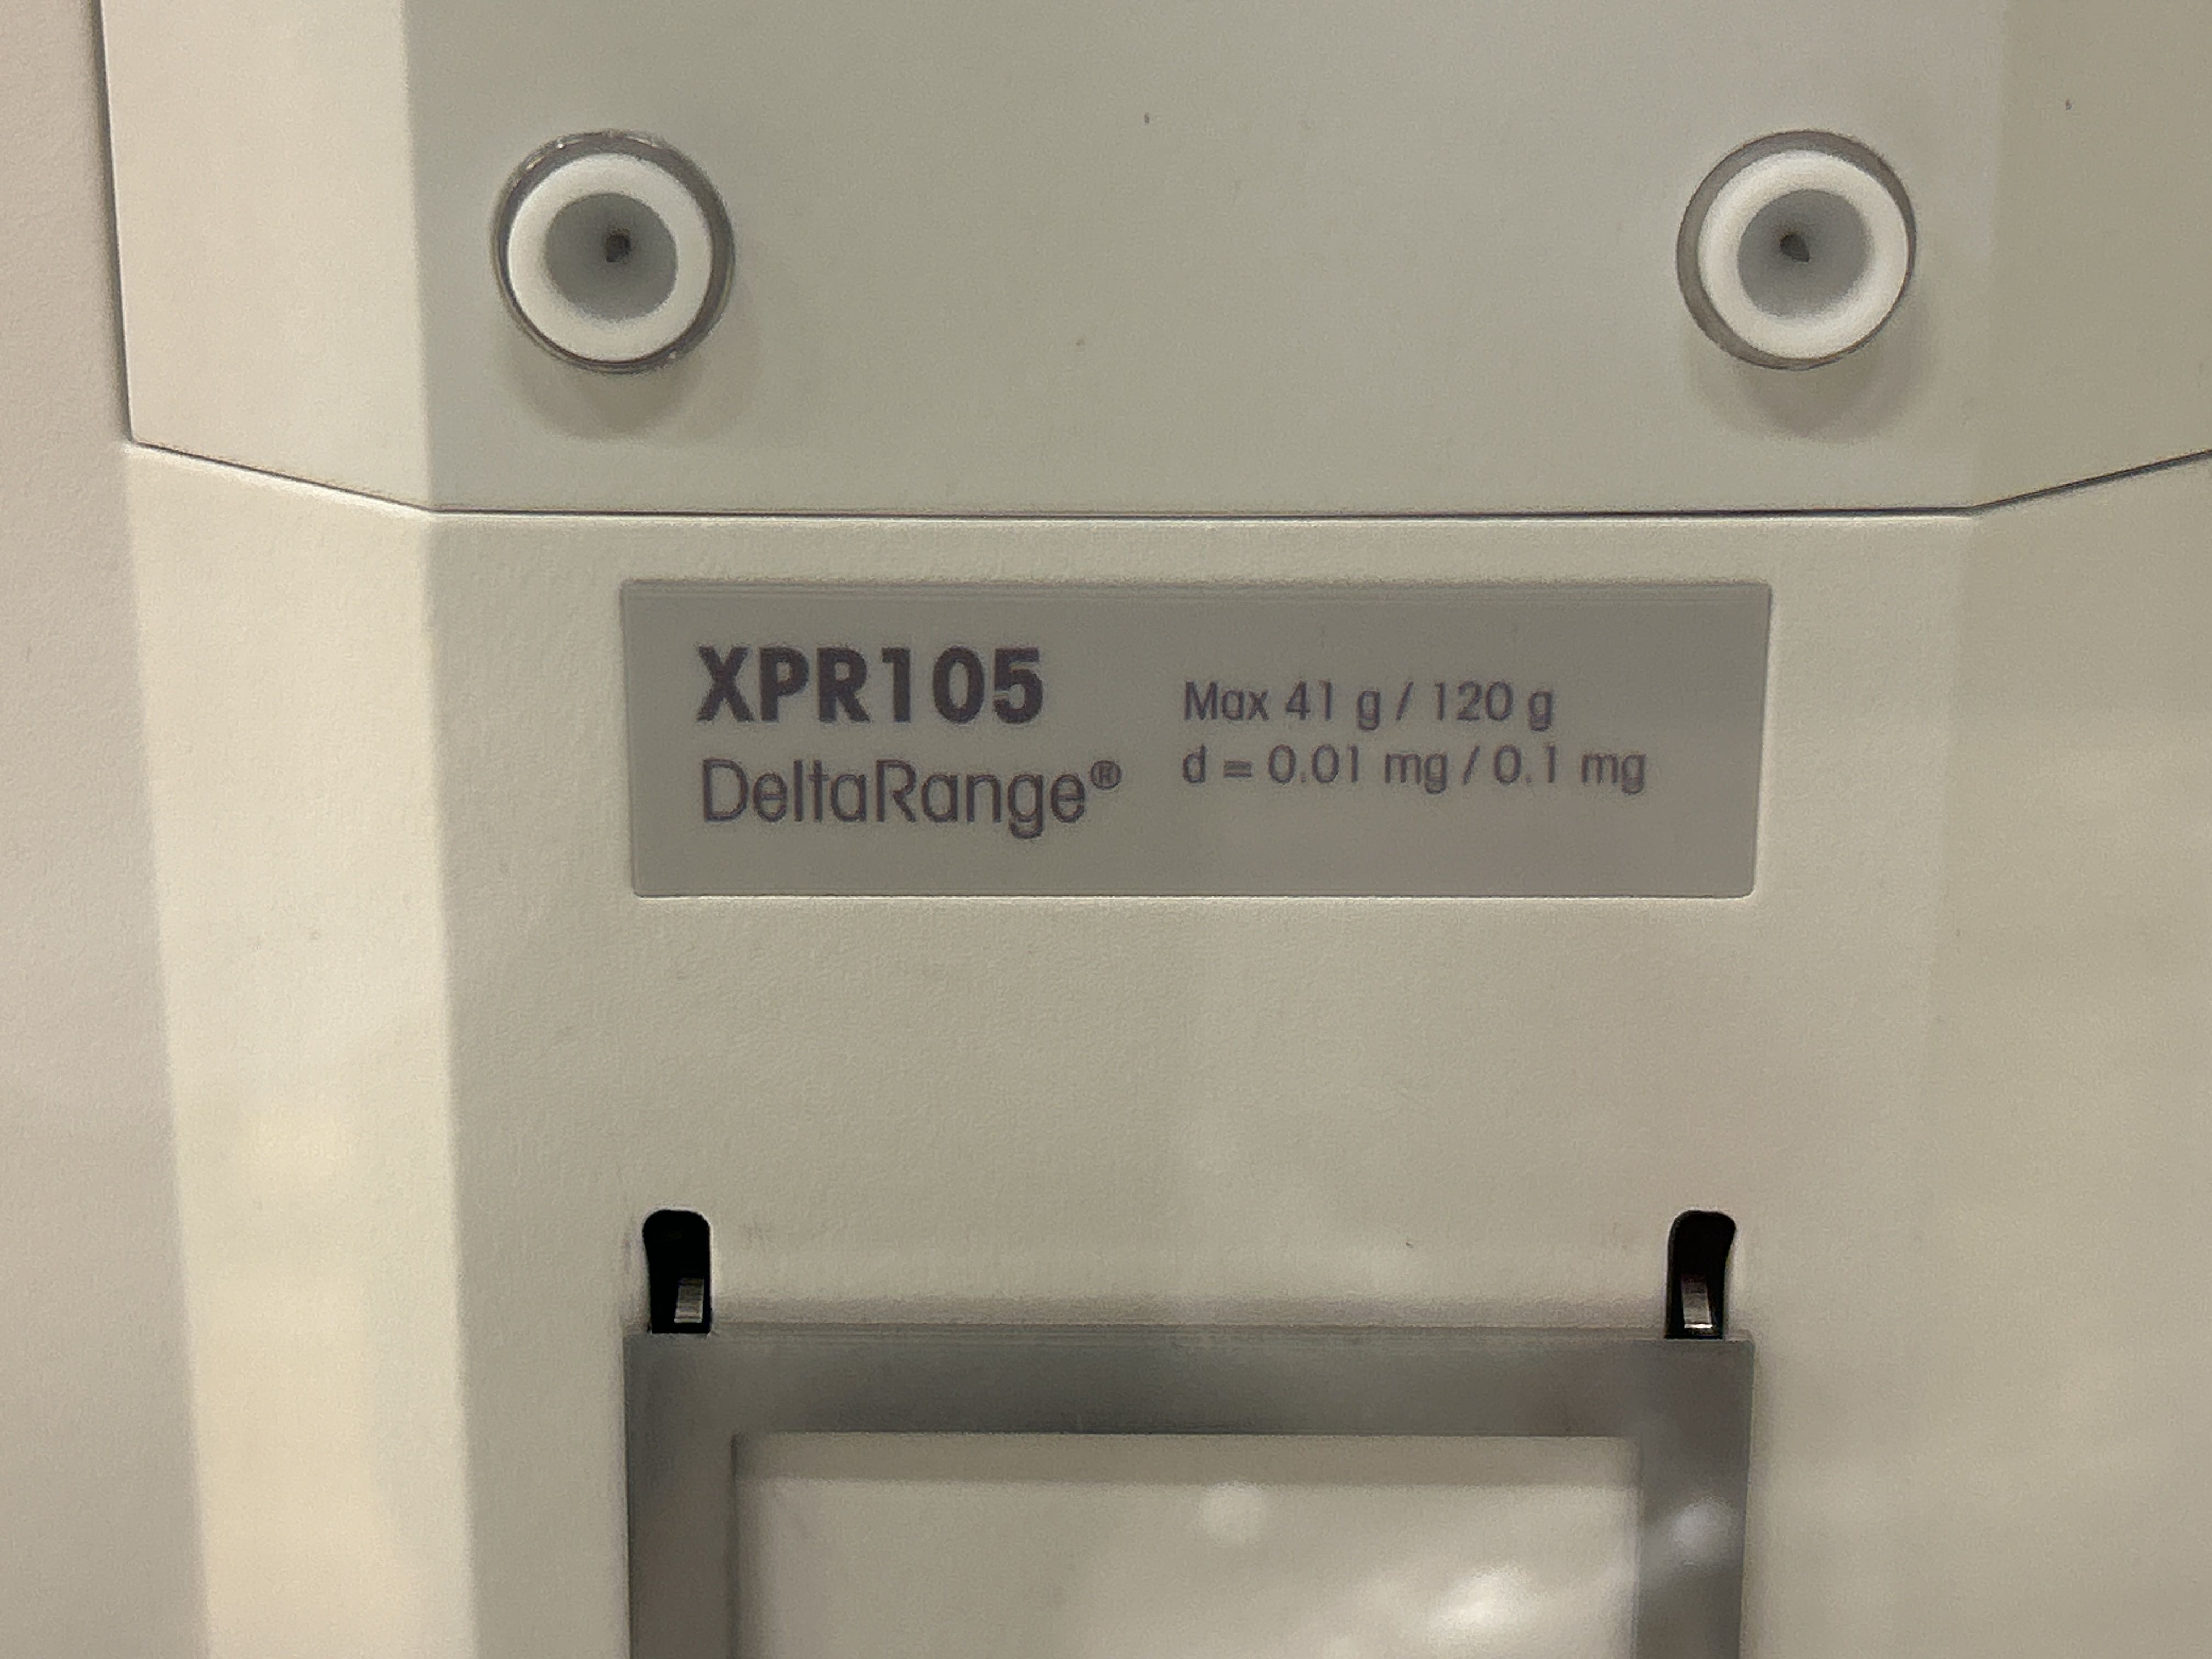 XPR105
DeltaRange®
Max 41 g / 120 g
d = 0.01 mg / 0.1 mg